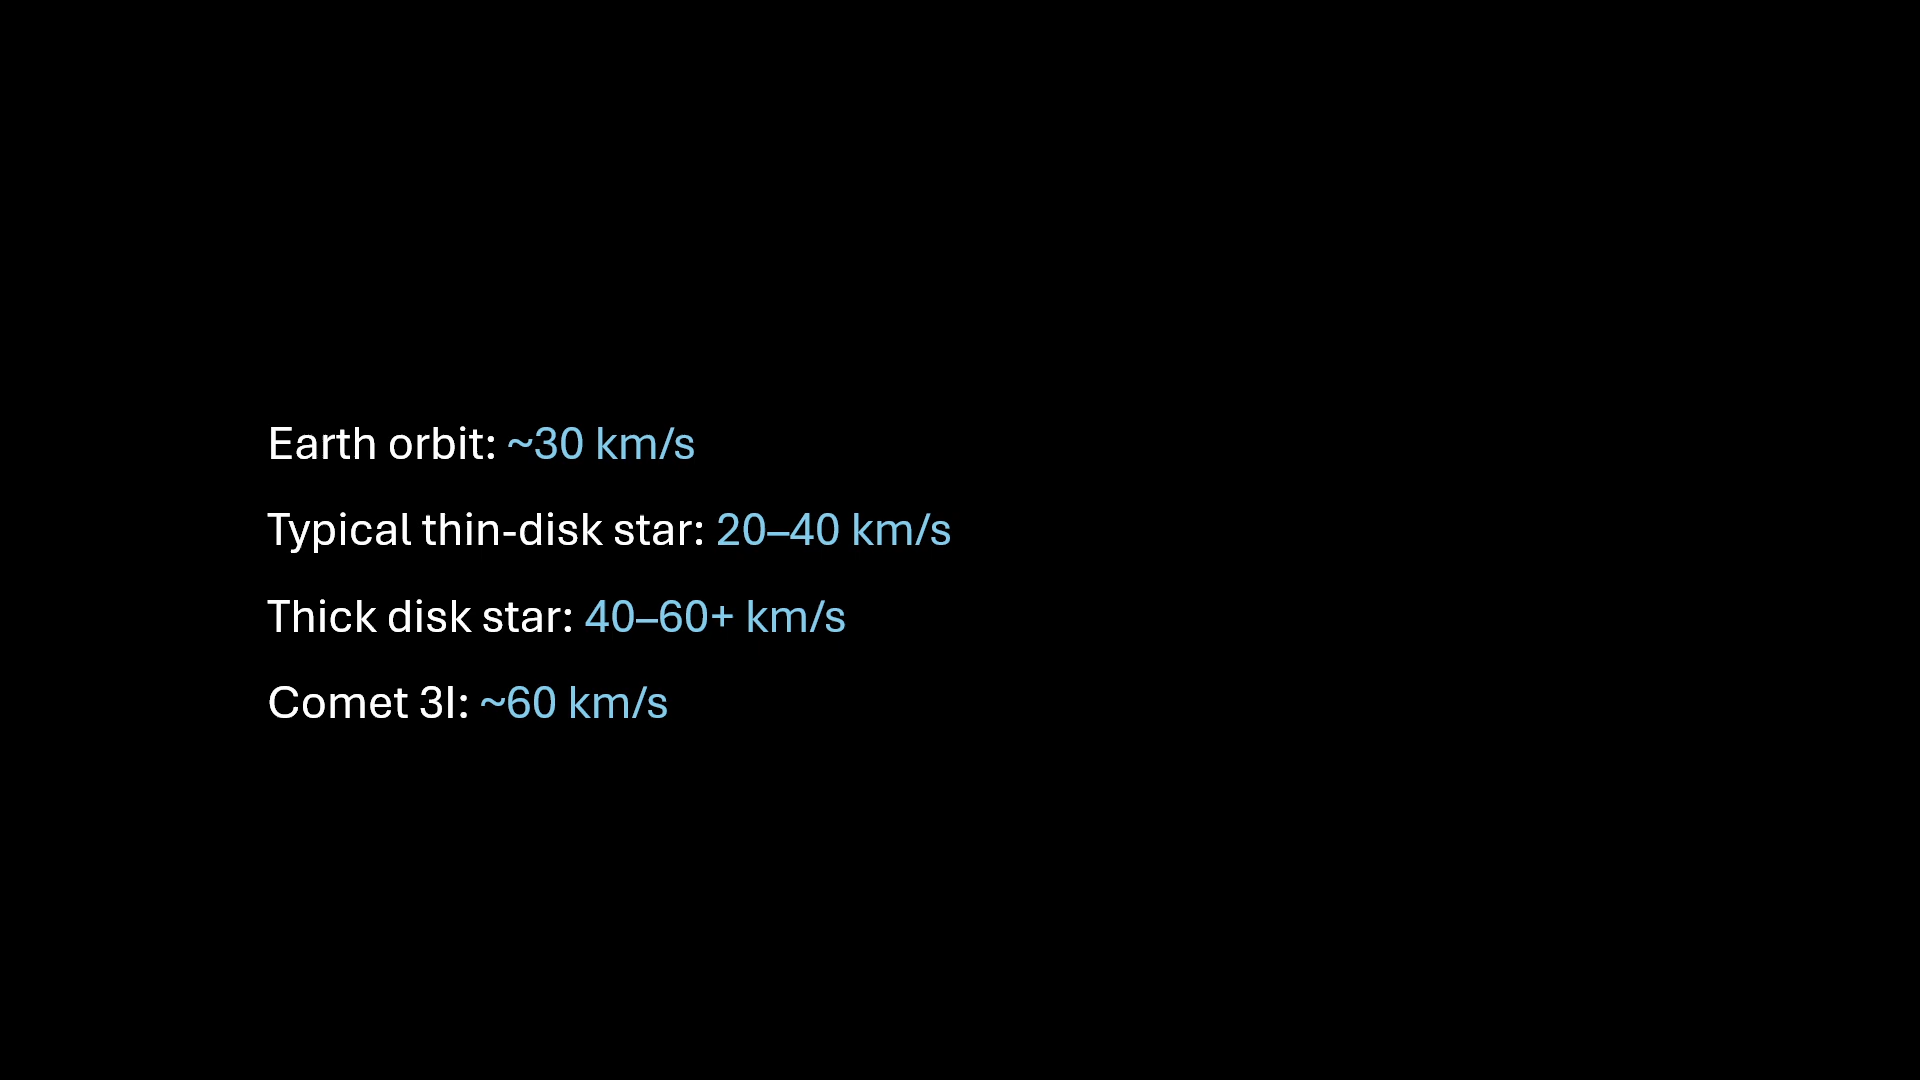 Earth orbit: ~30 km/s
Typical thin-disk star: 20–40 km/s
Thick disk star: 40–60+ km/s
Comet 3I: ~60 km/s